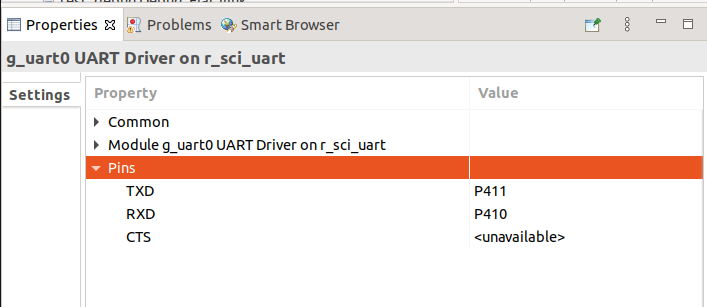 Properties Problems Smart Browser
g_uart0 UART Driver on r_sci_uart
Settings
Property Value
Common
Module g_uart0 UART Driver on r_sci_uart
Pins
TXD P411
RXD P410
CTS <unavailable>